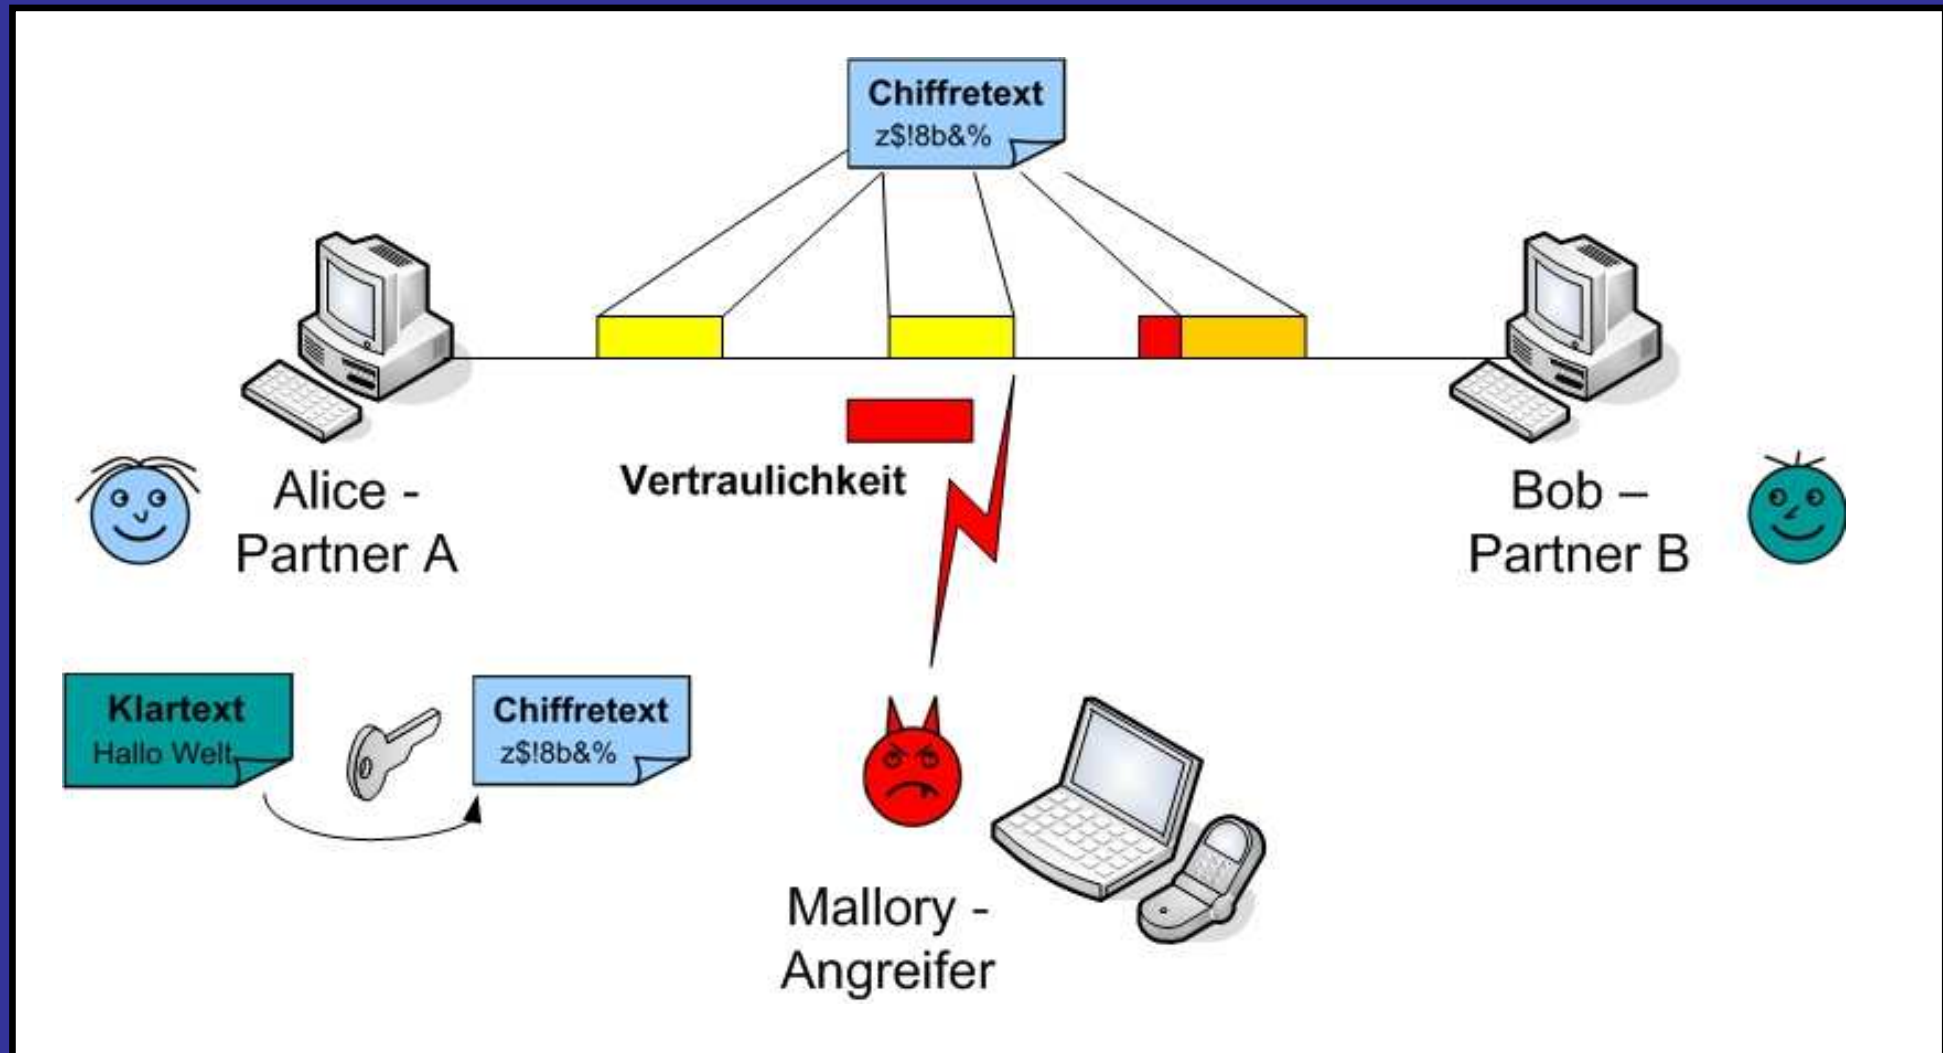 Chiffretext
z$!8b&%
Vertraulichkeit
Alice -
Partner A
Bob –
Partner B
Klartext
Hallo Welt
Chiffretext
z$!8b&%
Mallory -
Angreifer